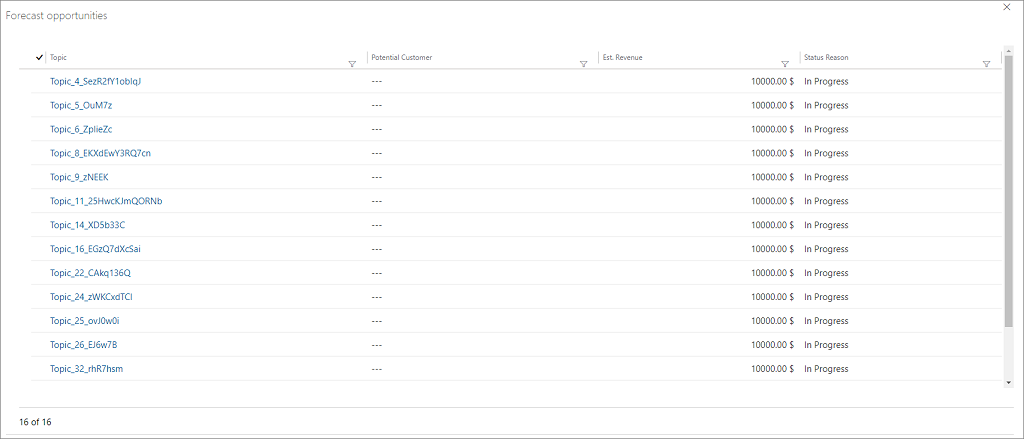 Forecast opportunities
Topic Potential Customer Est. Revenue Status Reason
Topic_4_SezR2fY1obIqJ --- 10000.00 $ In Progress
Topic_5_OuM7z --- 10000.00 $ In Progress
Topic_6_ZplieZc --- 10000.00 $ In Progress
Topic_8_EKXdEwY3RQ7cn --- 10000.00 $ In Progress
Topic_9_zNEEK --- 10000.00 $ In Progress
Topic_11_25HwcKJmQORNb --- 10000.00 $ In Progress
Topic_14_XD5b33C --- 10000.00 $ In Progress
Topic_16_EGzQ7dXcSai --- 10000.00 $ In Progress
Topic_22_CAkq136Q --- 10000.00 $ In Progress
Topic_24_zWKCxdTCl --- 10000.00 $ In Progress
Topic_25_ovJ0w0i --- 10000.00 $ In Progress
Topic_26_EJ6w7B --- 10000.00 $ In Progress
Topic_32_rhR7hsm --- 10000.00 $ In Progress
16 of 16